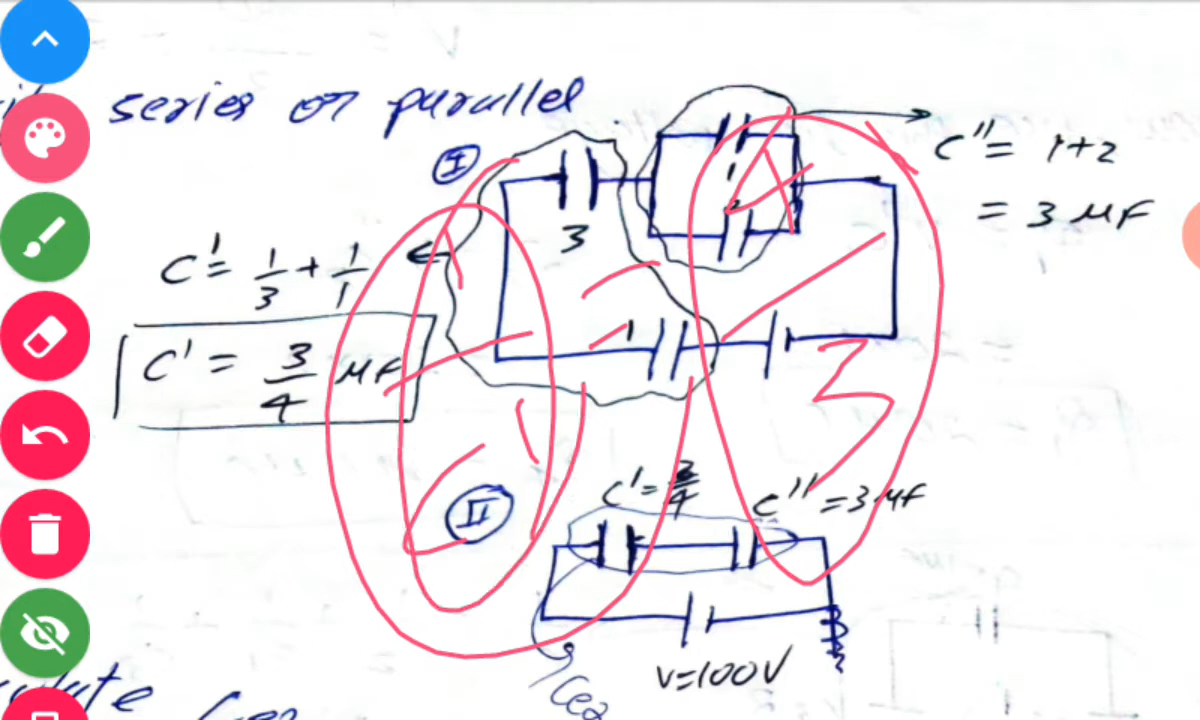 series or parallel
I
C" = 1+2
= 3 μF
1
2
3
C' = 1/3 + 1/1
C' = 3/4 μF
1
II
C' = 3/4
C" = 3 μF
V=100V
Ceq